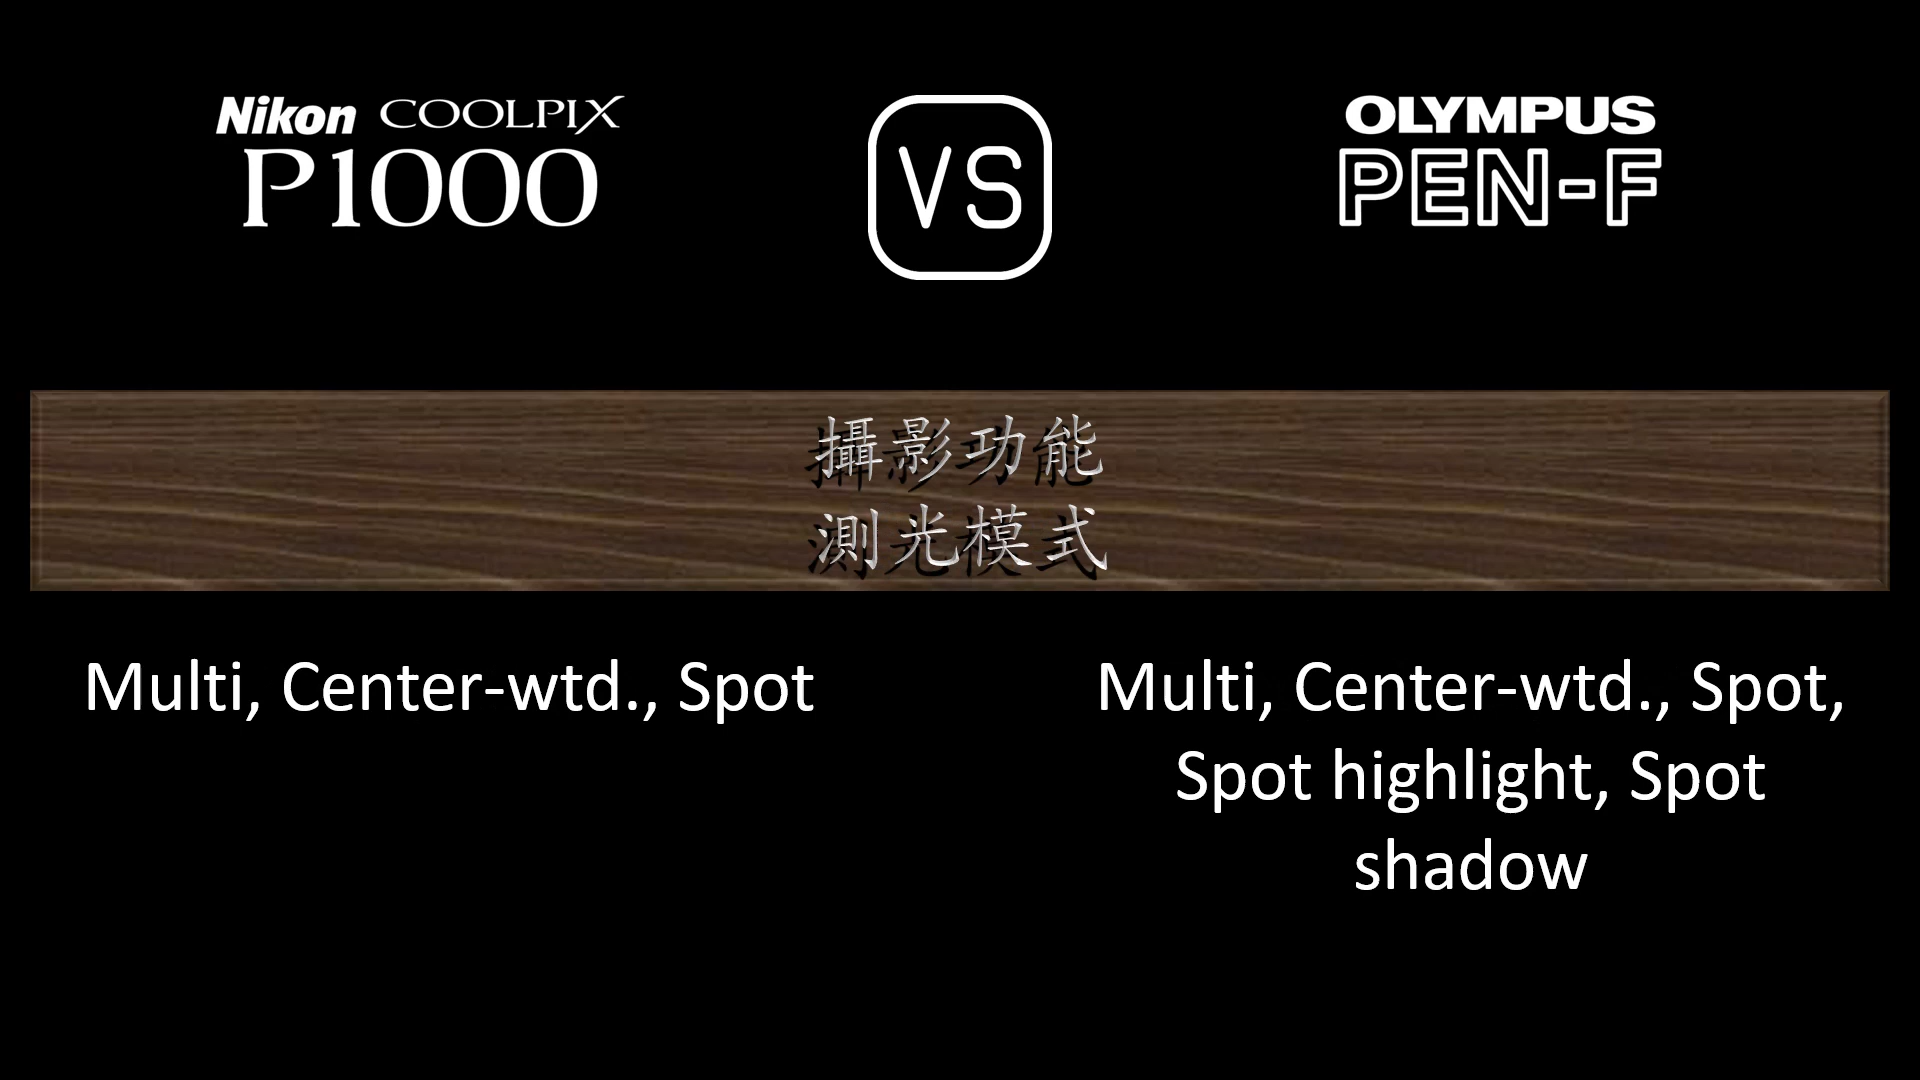 Nikon COOLPIX
P1000
VS
OLYMPUS
PEN-F
攝影功能
測光模式
Multi, Center-wtd., Spot
Multi, Center-wtd., Spot,
Spot highlight, Spot
shadow